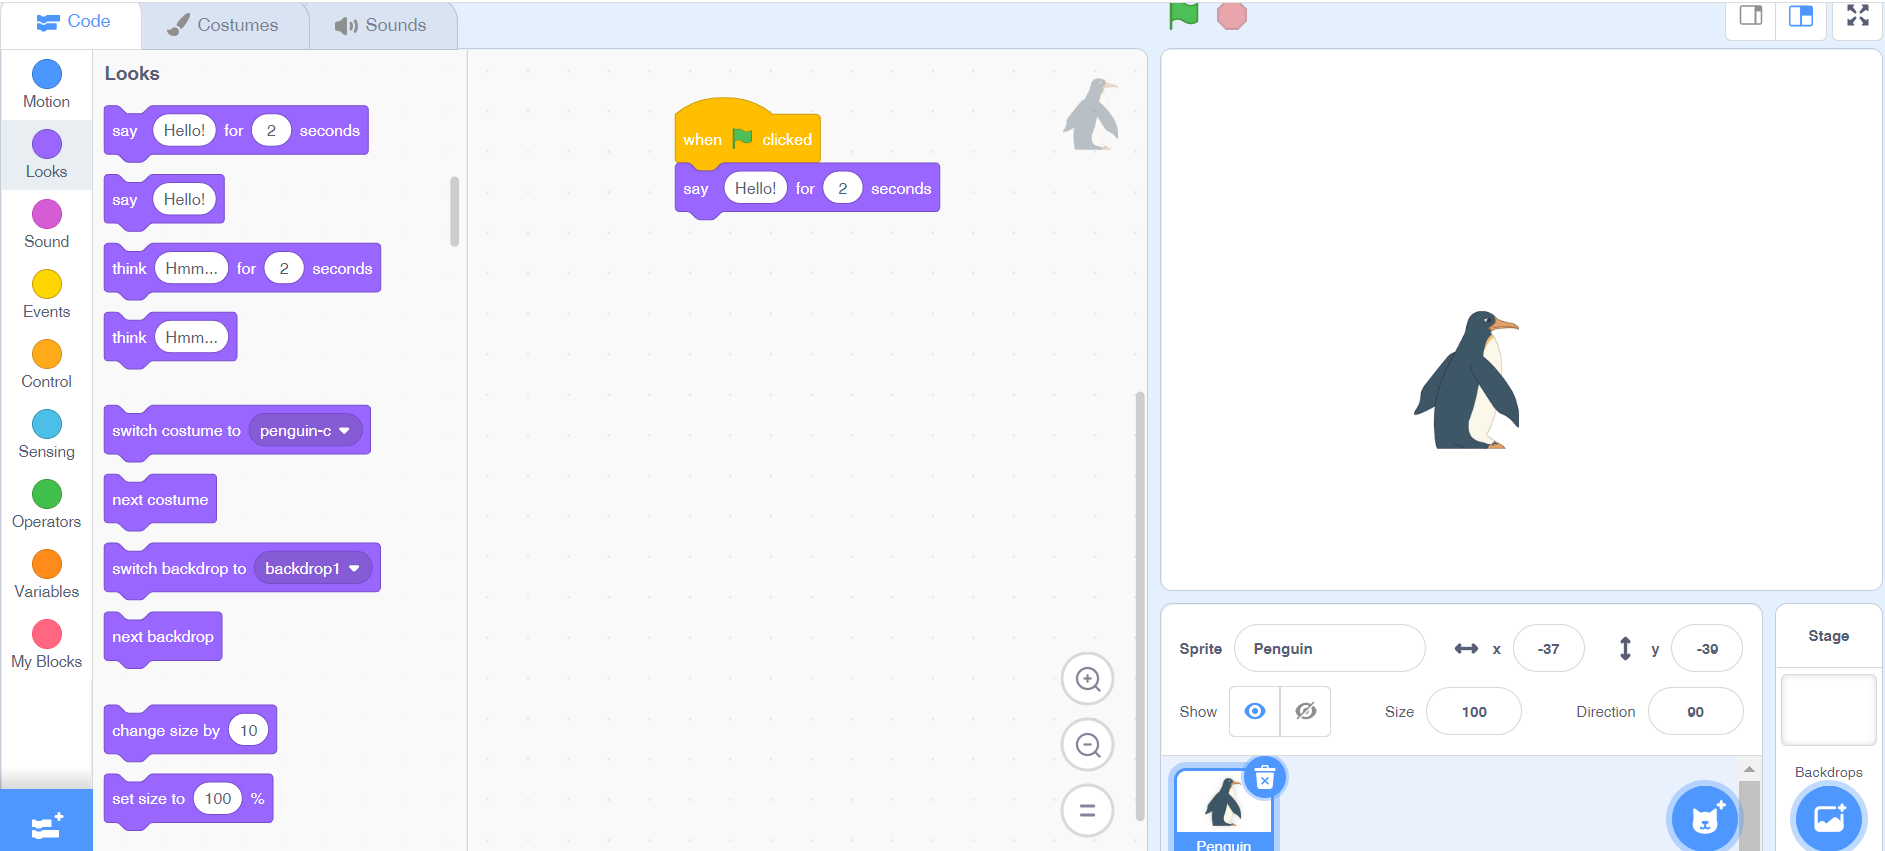 Code Costumes Sounds
Motion
Looks
Sound
Events
Control
Sensing
Operators
Variables
My Blocks
Looks
say Hello! for 2 seconds
say Hello!
think Hmm... for 2 seconds
think Hmm...
switch costume to penguin-c
next costume
switch backdrop to backdrop1
next backdrop
change size by 10
set size to 100 %
when clicked
say Hello! for 2 seconds
Sprite Penguin x -37 y -39
Show Size 100 Direction 90
Penguin
Stage
Backdrops